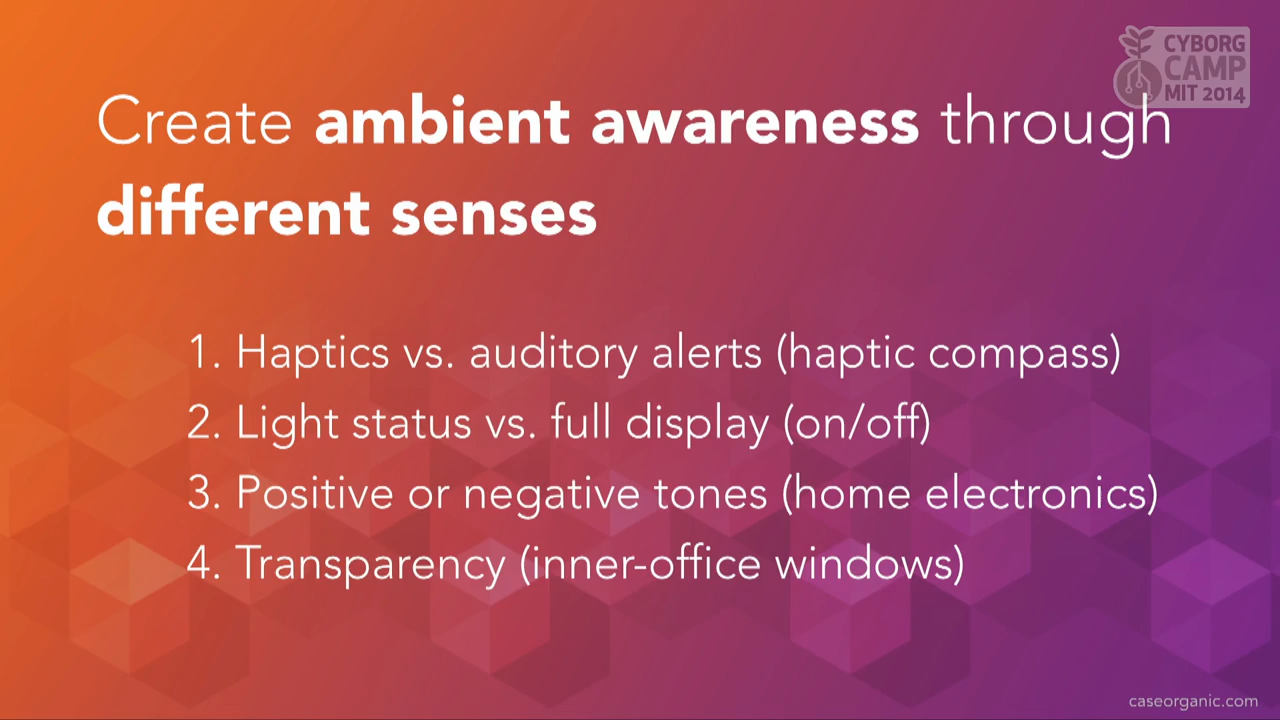 CYBORG
CAMP
MIT 2014
Create ambient awareness through
different senses
1. Haptics vs. auditory alerts (haptic compass)
2. Light status vs. full display (on/off)
3. Positive or negative tones (home electronics)
4. Transparency (inner-office windows)
caseorganic.com